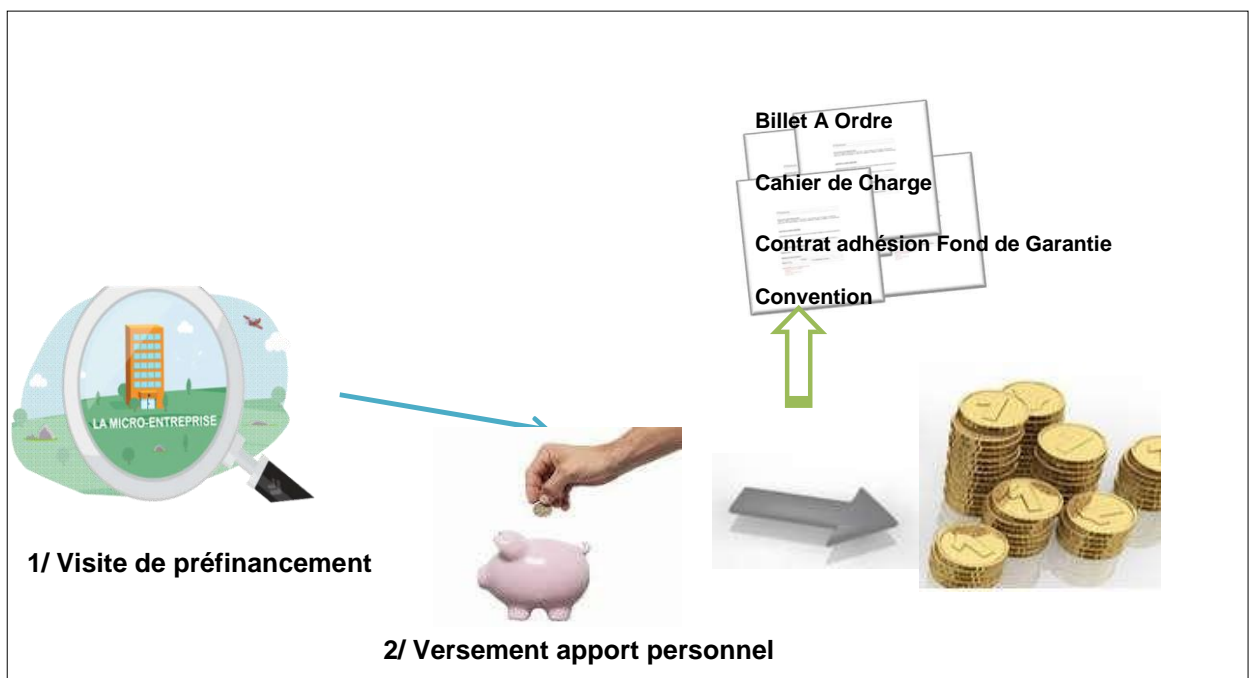 Billet A Ordre
Cahier de Charge
Contrat adhésion Fond de Garantie
Convention
LA MICRO-ENTREPRISE
1/ Visite de préfinancement
2/ Versement apport personnel